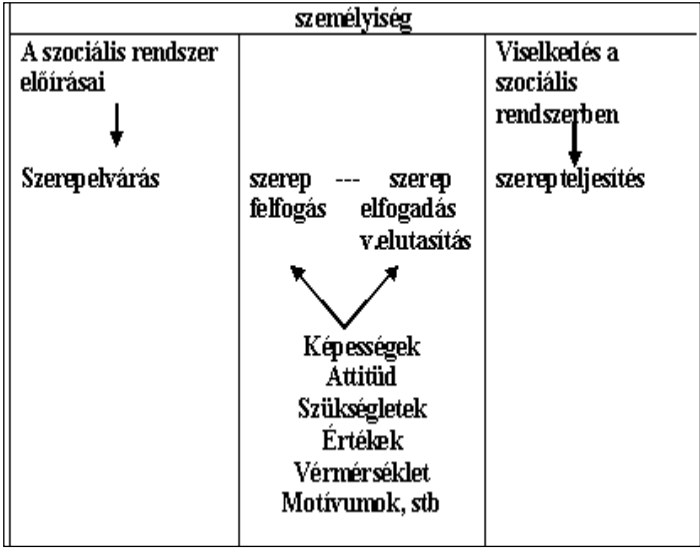 személyiség
A szociális rendszer
előírásai
Szerepelvárás
szerep --- szerep
felfogás elfogadás
v.elutasítás
Képességek
Attitüd
Szükségletek
Értékek
Vérmérséklet
Motívumok, stb
Viselkedés a
szociális
rendszerben
szerepteljesítés